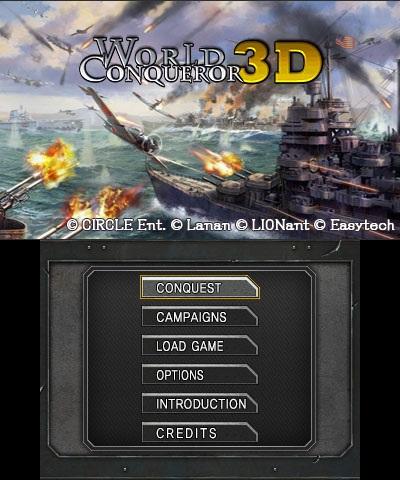 WORLD
CONQUEROR 3D
© CIRCLE Ent. © Lanan © LIONant © Easytech
CONQUEST
CAMPAIGNS
LOAD GAME
OPTIONS
INTRODUCTION
CREDITS